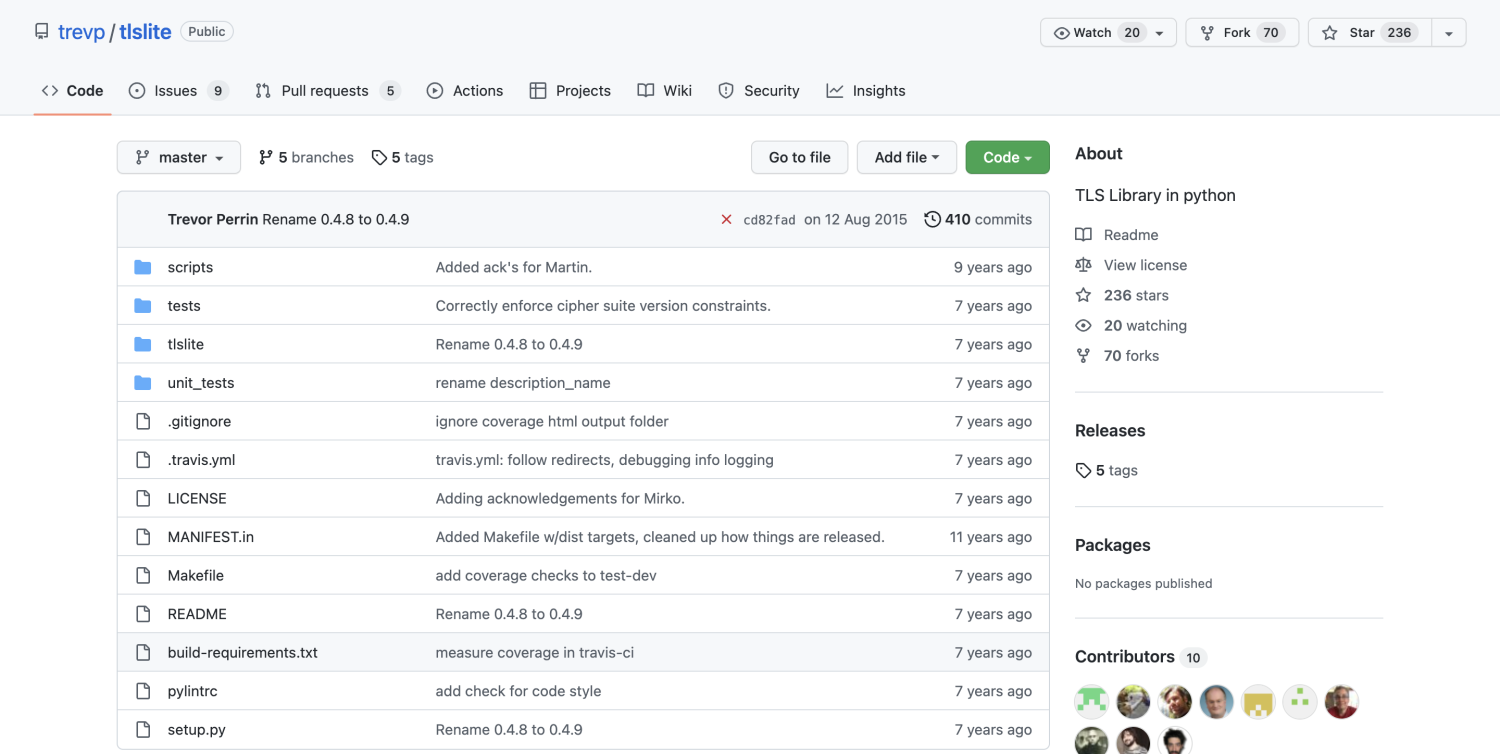 trevp / tlslite Public
Watch 20 Fork 70 Star 236
Code Issues 9 Pull requests 5 Actions Projects Wiki Security Insights
master 5 branches 5 tags Go to file Add file Code
Trevor Perrin Rename 0.4.8 to 0.4.9 cd82fad on 12 Aug 2015 410 commits
scripts Added ack's for Martin. 9 years ago
tests Correctly enforce cipher suite version constraints. 7 years ago
tlslite Rename 0.4.8 to 0.4.9 7 years ago
unit_tests rename description_name 7 years ago
.gitignore ignore coverage html output folder 7 years ago
.travis.yml travis.yml: follow redirects, debugging info logging 7 years ago
LICENSE Adding acknowledgements for Mirko. 7 years ago
MANIFEST.in Added Makefile w/dist targets, cleaned up how things are released. 11 years ago
Makefile add coverage checks to test-dev 7 years ago
README Rename 0.4.8 to 0.4.9 7 years ago
build-requirements.txt measure coverage in travis-ci 7 years ago
pylintrc add check for code style 7 years ago
setup.py Rename 0.4.8 to 0.4.9 7 years ago
About
TLS Library in python
Readme
View license
236 stars
20 watching
70 forks
Releases
5 tags
Packages
No packages published
Contributors 10